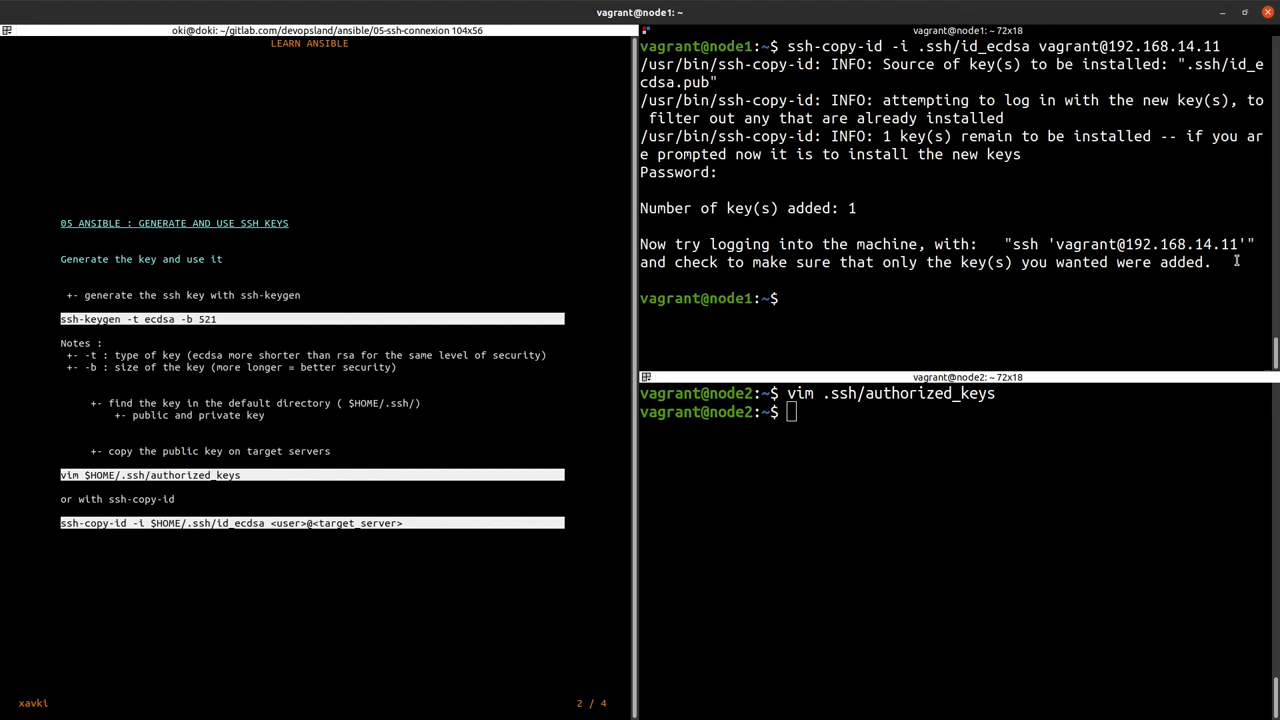 vagrant@node1: ~
oki@doki: ~/gitlab.com/devopsland/ansible/05-ssh-connexion 104x56
LEARN ANSIBLE
05 ANSIBLE : GENERATE AND USE SSH KEYS
Generate the key and use it
+- generate the ssh key with ssh-keygen
ssh-keygen -t ecdsa -b 521
Notes :
+- -t : type of key (ecdsa more shorter than rsa for the same level of security)
+- -b : size of the key (more longer = better security)
+- find the key in the default directory ( $HOME/.ssh/)
+- public and private key
+- copy the public key on target servers
vim $HOME/.ssh/authorized_keys
or with ssh-copy-id
ssh-copy-id -i $HOME/.ssh/id_ecdsa <user>@<target_server>
xavki
2 / 4
vagrant@node1: ~ 72x18
vagrant@node1:~$ ssh-copy-id -i .ssh/id_ecdsa vagrant@192.168.14.11
/usr/bin/ssh-copy-id: INFO: Source of key(s) to be installed: ".ssh/id_e
cdsa.pub"
/usr/bin/ssh-copy-id: INFO: attempting to log in with the new key(s), to
filter out any that are already installed
/usr/bin/ssh-copy-id: INFO: 1 key(s) remain to be installed -- if you ar
e prompted now it is to install the new keys
Password:
Number of key(s) added: 1
Now try logging into the machine, with:   "ssh 'vagrant@192.168.14.11'"
and check to make sure that only the key(s) you wanted were added.
vagrant@node1:~$
vagrant@node2: ~ 72x18
vagrant@node2:~$ vim .ssh/authorized_keys
vagrant@node2:~$